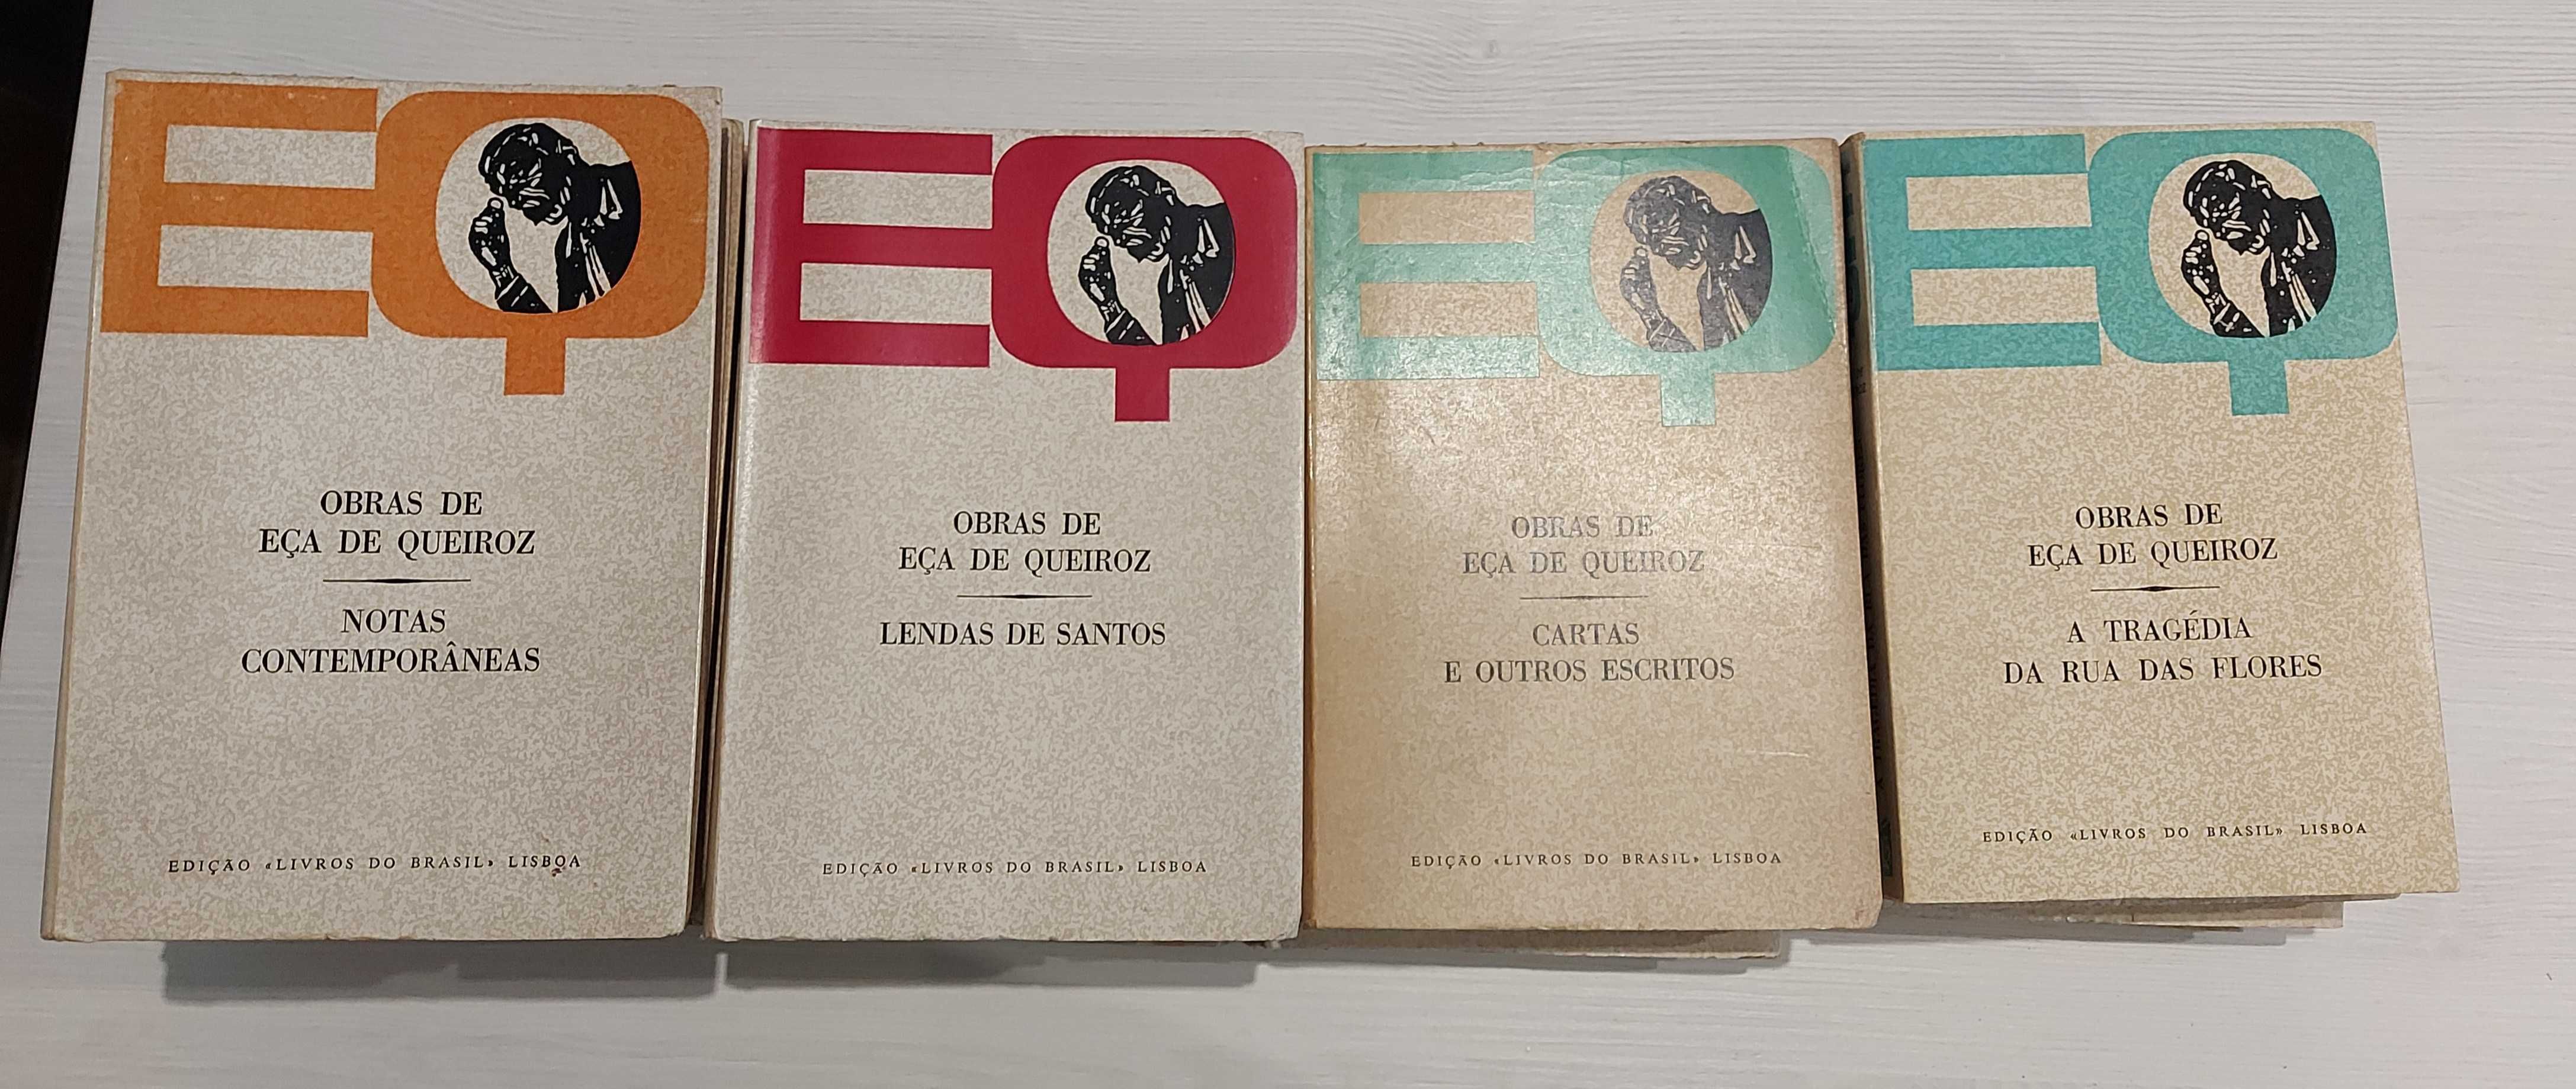 EQ
OBRAS DE
EÇA DE QUEIROZ
NOTAS
CONTEMPORÂNEAS
EDIÇÃO «LIVROS DO BRASIL» LISBOA
EQ
OBRAS DE
EÇA DE QUEIROZ
LENDAS DE SANTOS
EDIÇÃO «LIVROS DO BRASIL» LISBOA
EQ
OBRAS DE
EÇA DE QUEIROZ
CARTAS
E OUTROS ESCRITOS
EDIÇÃO «LIVROS DO BRASIL» LISBOA
EQ
OBRAS DE
EÇA DE QUEIROZ
A TRAGÉDIA
DA RUA DAS FLORES
EDIÇÃO «LIVROS DO BRASIL» LISBOA